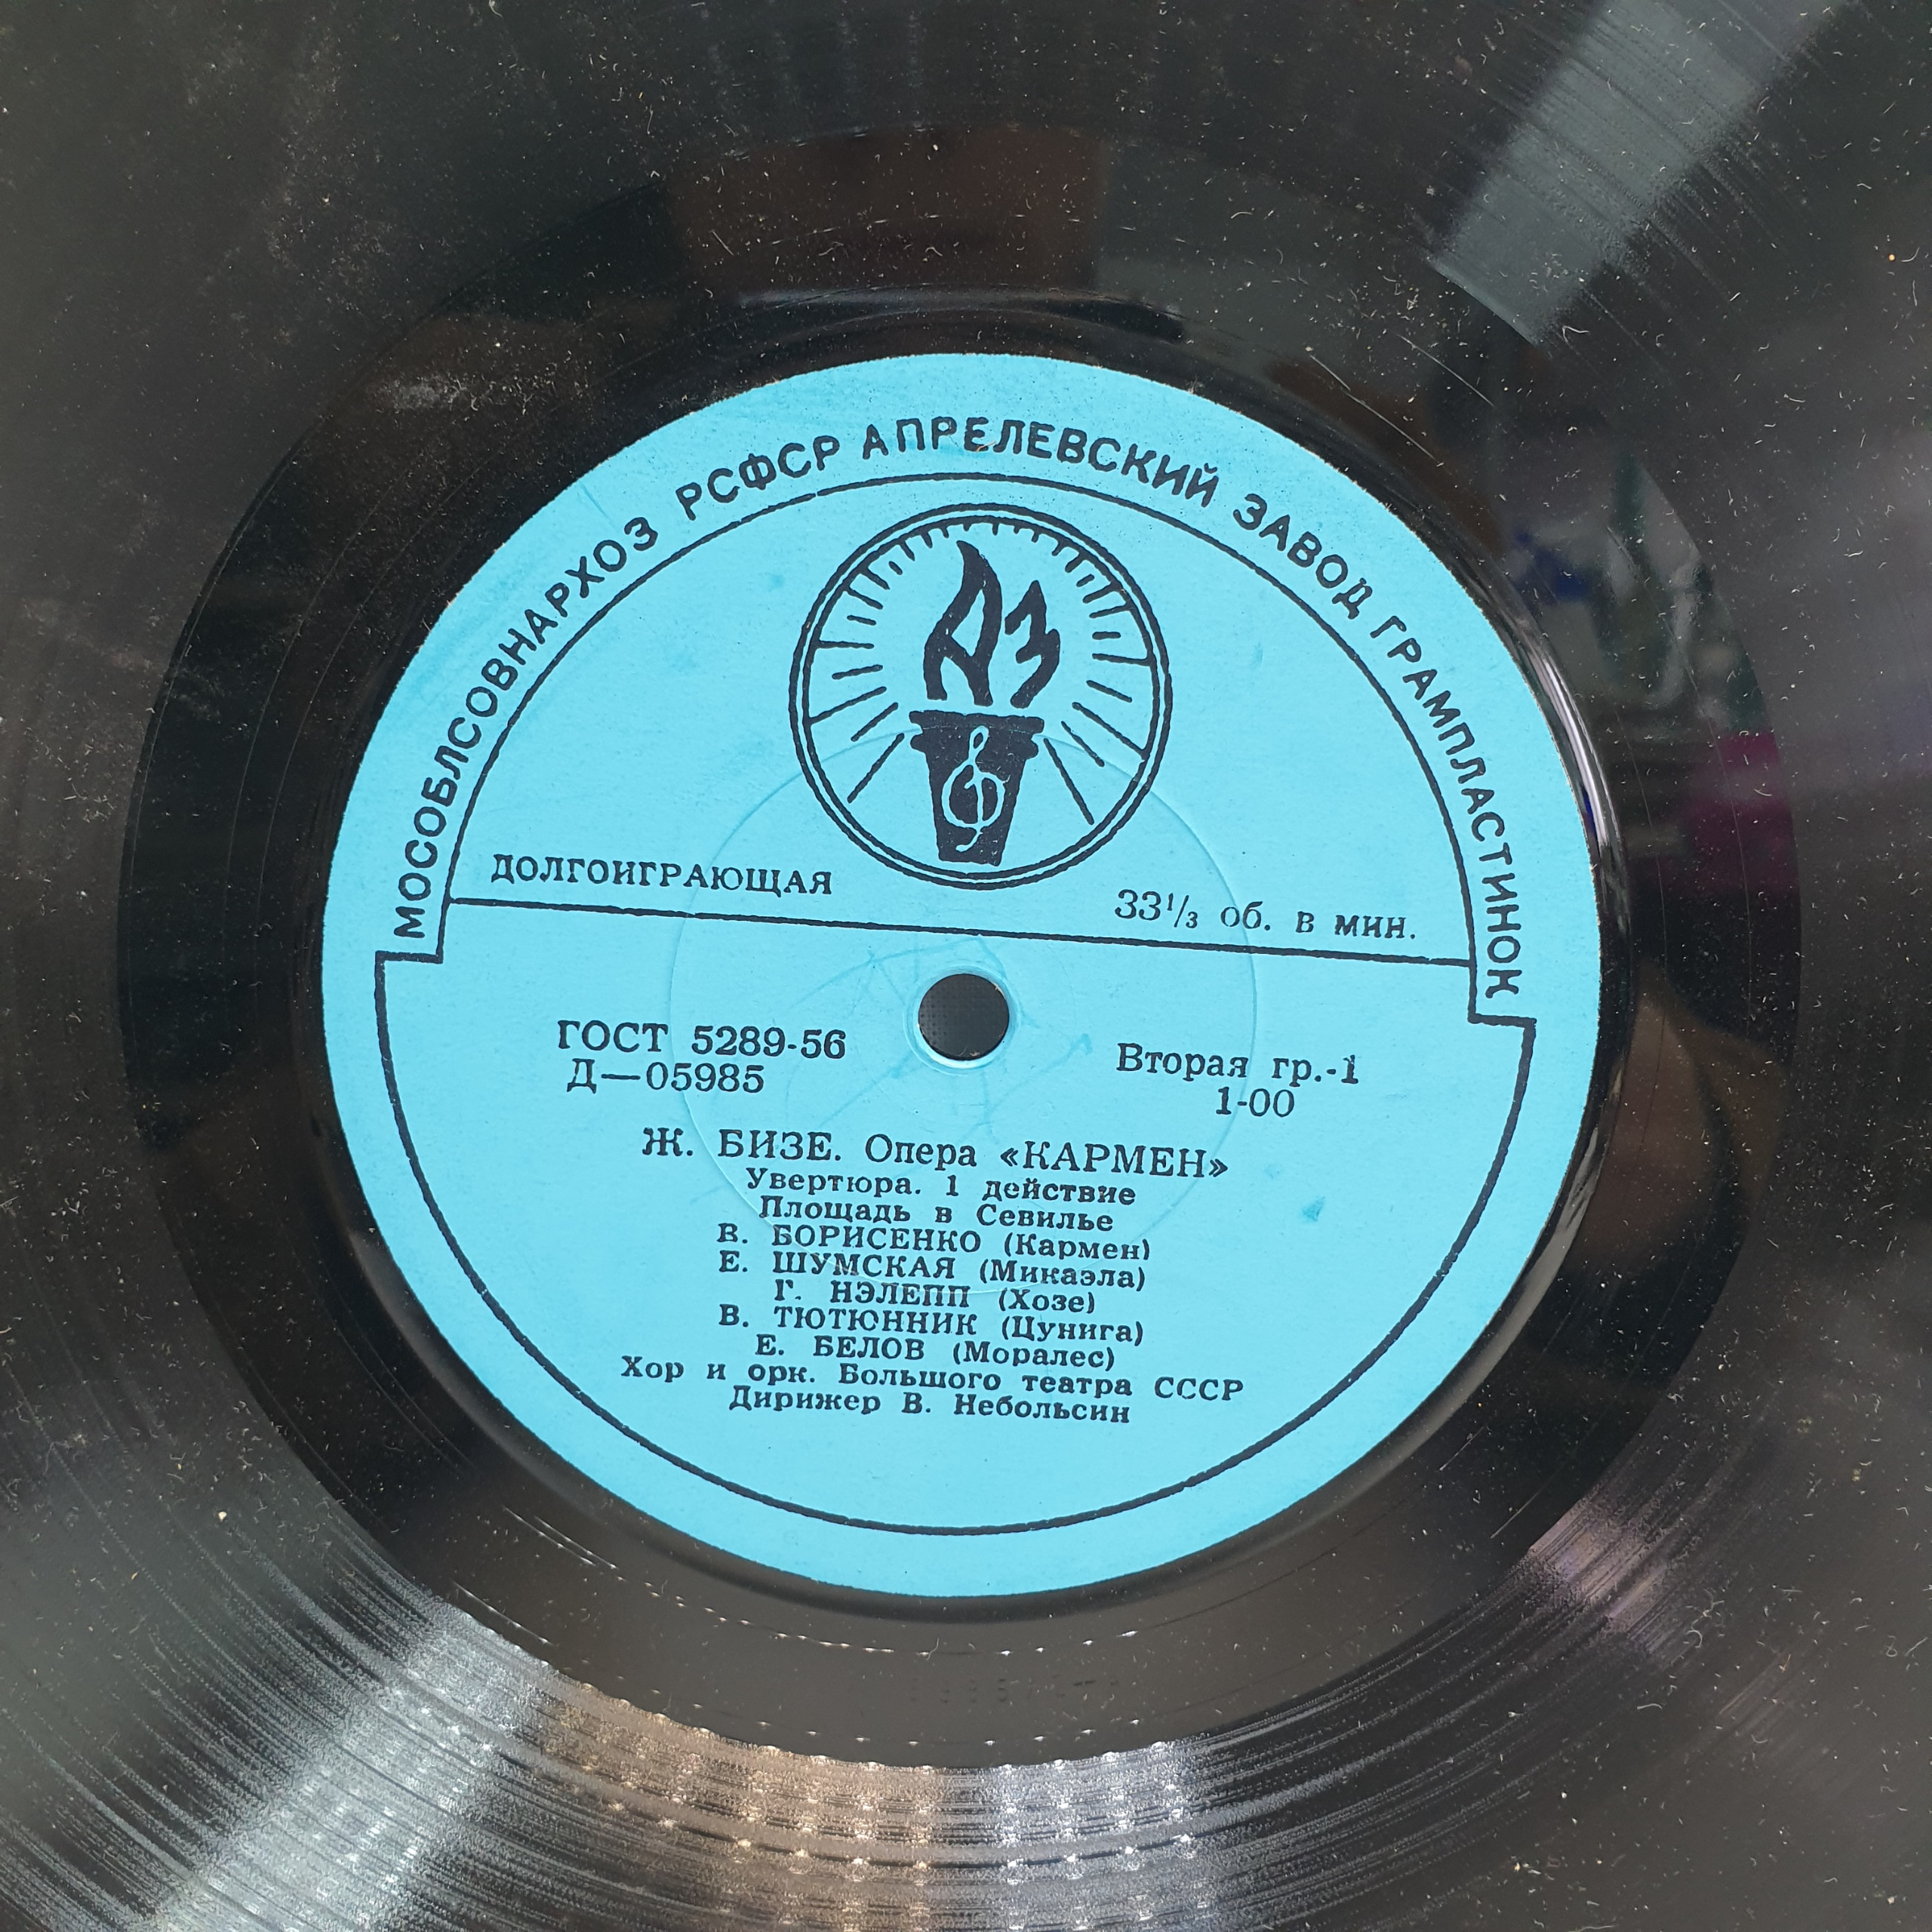 МОСОБЛСОВНАРХОЗ РСФСР АПРЕЛЕВСКИЙ ЗАВОД ГРАМПЛАСТИНОК
АЗ
ДОЛГОИГРАЮЩАЯ
33⅓ об. в мин.
ГОСТ 5289-56
Д—05985
Вторая гр.-1
1-00
Ж. БИЗЕ. Опера «КАРМЕН»
Увертюра. 1 действие
Площадь в Севилье
В. БОРИСЕНКО (Кармен)
Е. ШУМСКАЯ (Микаэла)
Г. НЭЛЕПП (Хозе)
В. ТЮТЮННИК (Цунига)
Е. БЕЛОВ (Моралес)
Хор и орк. Большого театра СССР
Дирижер В. Небольсин